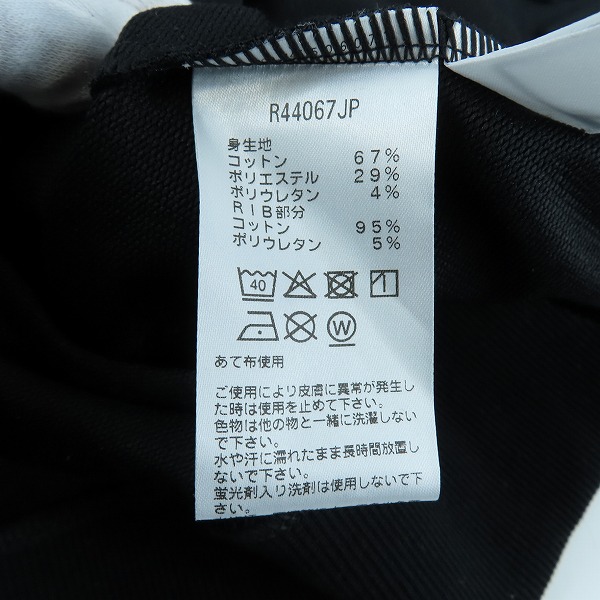 R44067JP
身生地
コットン 67%
ポリエステル 29%
ポリウレタン 4%
RIB部分
コットン 95%
ポリウレタン 5%
40
W
あて布使用
ご使用により皮膚に異常が発生し
た時は使用を止めて下さい。
色物は他の物と一緒に洗濯しない
で下さい。
水や汗に濡れたまま長時間放置し
ないで下さい。
蛍光剤入り洗剤は使用しないで下
さい。